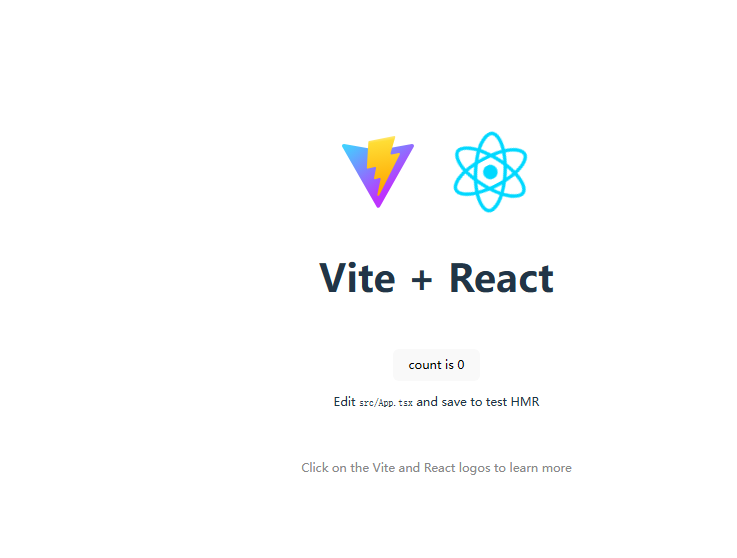 Vite + React
count is 0
Edit src/App.tsx and save to test HMR
Click on the Vite and React logos to learn more